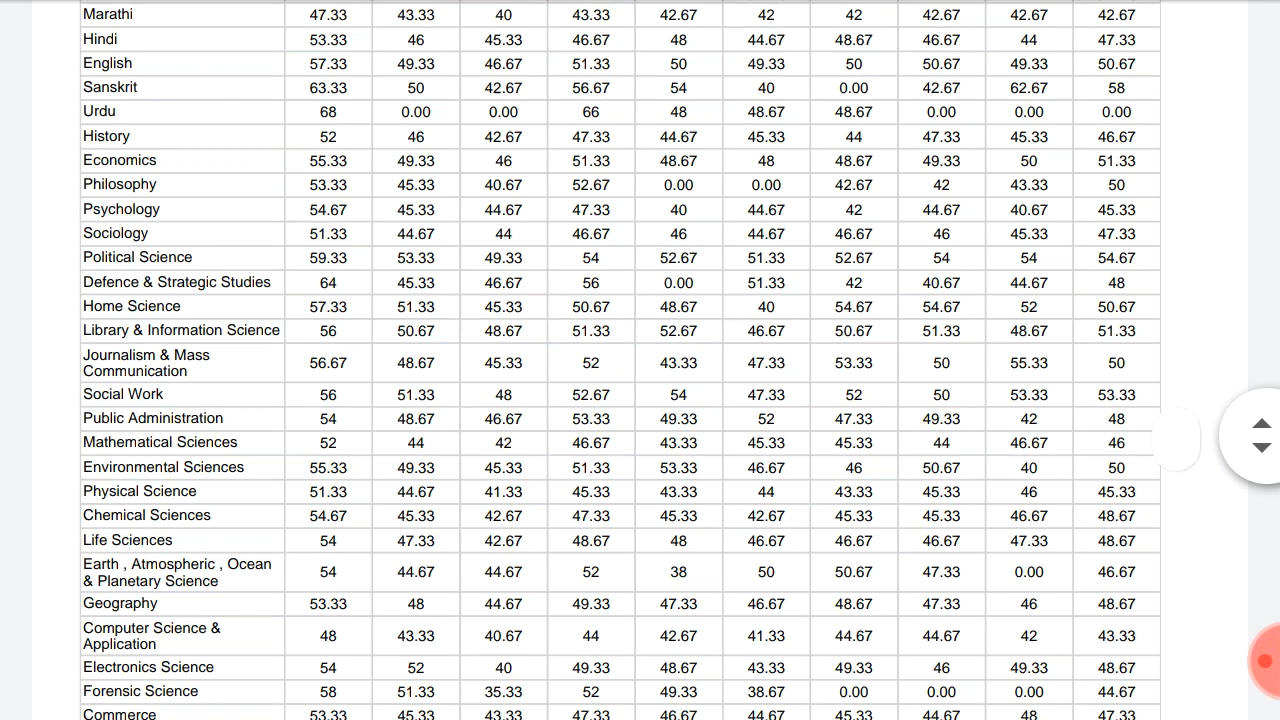 Marathi 47.33 43.33 40 43.33 42.67 42 42 42.67 42.67 42.67
Hindi 53.33 46 45.33 46.67 48 44.67 48.67 46.67 44 47.33
English 57.33 49.33 46.67 51.33 50 49.33 50 50.67 49.33 50.67
Sanskrit 63.33 50 42.67 56.67 54 40 0.00 42.67 62.67 58
Urdu 68 0.00 0.00 66 48 48.67 48.67 0.00 0.00 0.00
History 52 46 42.67 47.33 44.67 45.33 44 47.33 45.33 46.67
Economics 55.33 49.33 46 51.33 48.67 48 48.67 49.33 50 51.33
Philosophy 53.33 45.33 40.67 52.67 0.00 0.00 42.67 42 43.33 50
Psychology 54.67 45.33 44.67 47.33 40 44.67 42 44.67 40.67 45.33
Sociology 51.33 44.67 44 46.67 46 44.67 46.67 46 45.33 47.33
Political Science 59.33 53.33 49.33 54 52.67 51.33 52.67 54 54 54.67
Defence & Strategic Studies 64 45.33 46.67 56 0.00 51.33 42 40.67 44.67 48
Home Science 57.33 51.33 45.33 50.67 48.67 40 54.67 54.67 52 50.67
Library & Information Science 56 50.67 48.67 51.33 52.67 46.67 50.67 51.33 48.67 51.33
Journalism & Mass
Communication 56.67 48.67 45.33 52 43.33 47.33 53.33 50 55.33 50
Social Work 56 51.33 48 52.67 54 47.33 52 50 53.33 53.33
Public Administration 54 48.67 46.67 53.33 49.33 52 47.33 49.33 42 48
Mathematical Sciences 52 44 42 46.67 43.33 45.33 45.33 44 46.67 46
Environmental Sciences 55.33 49.33 45.33 51.33 53.33 46.67 46 50.67 40 50
Physical Science 51.33 44.67 41.33 45.33 43.33 44 43.33 45.33 46 45.33
Chemical Sciences 54.67 45.33 42.67 47.33 45.33 42.67 45.33 45.33 46.67 48.67
Life Sciences 54 47.33 42.67 48.67 48 46.67 46.67 46.67 47.33 48.67
Earth , Atmospheric , Ocean
& Planetary Science 54 44.67 44.67 52 38 50 50.67 47.33 0.00 46.67
Geography 53.33 48 44.67 49.33 47.33 46.67 48.67 47.33 46 48.67
Computer Science &
Application 48 43.33 40.67 44 42.67 41.33 44.67 44.67 42 43.33
Electronics Science 54 52 40 49.33 48.67 43.33 49.33 46 49.33 48.67
Forensic Science 58 51.33 35.33 52 49.33 38.67 0.00 0.00 0.00 44.67
Commerce 53.33 45.33 43.33 47.33 46.67 44.67 45.33 44.67 48 47.33